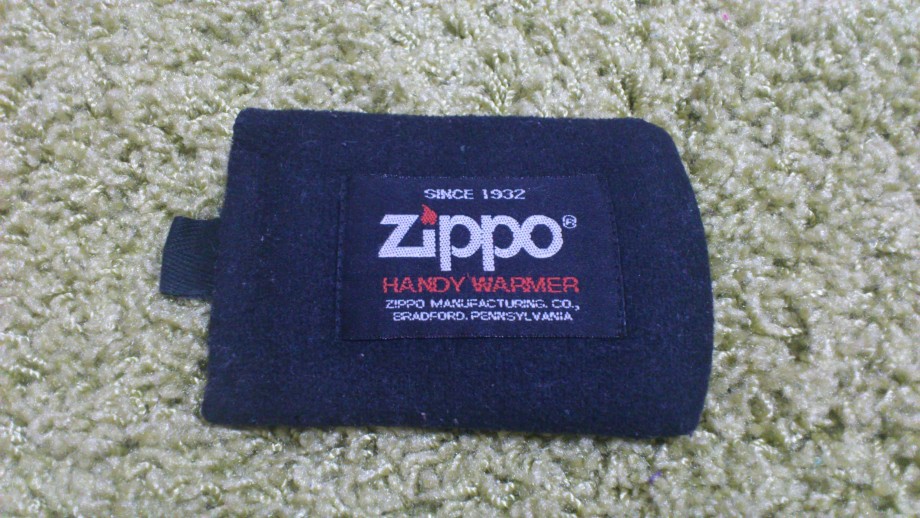 SINCE 1932
Zippo®
HANDY WARMER
ZIPPO MANUFACTURING. CO.,
BRADFORD. PENNSYLVANIA